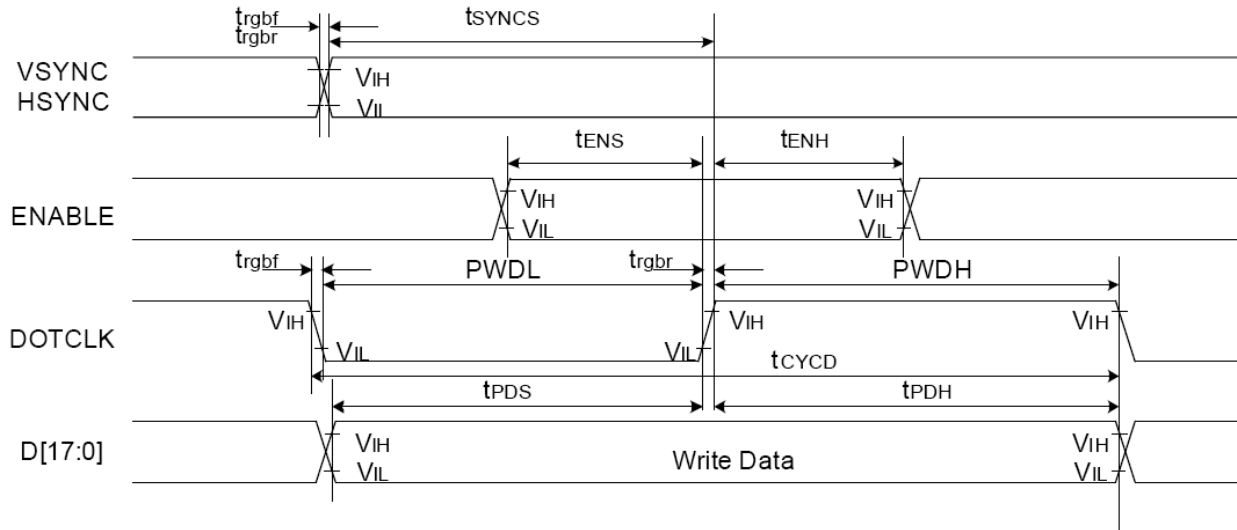 trgbf
trgbr
tSYNCS
VSYNC
HSYNC
VIH
VIL
tENS
tENH
ENABLE
VIH
VIL
VIH
VIL
trgbf
PWDL
trgbr
PWDH
DOTCLK
VIH
VIL
VIL
VIH
VIH
tCYCD
tPDS
tPDH
D[17:0]
VIH
VIL
Write Data
VIH
VIL